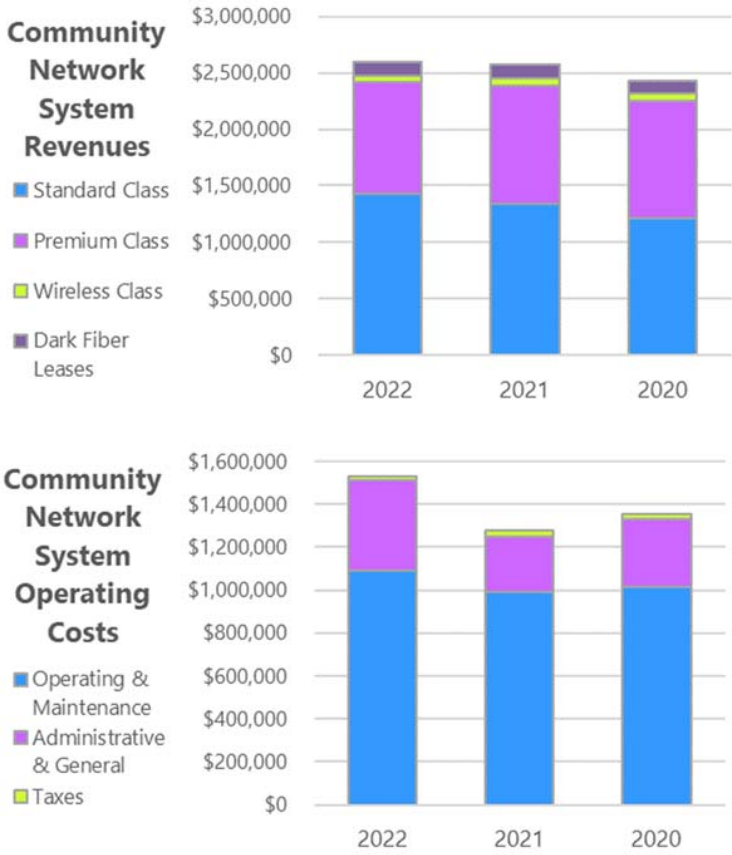 Community
Network
System
Revenues
Standard Class
Premium Class
Wireless Class
Dark Fiber
Leases
$3,000,000
$2,500,000
$2,000,000
$1,500,000
$1,000,000
$500,000
$0
2022 2021 2020
Community
Network
System
Operating
Costs
Operating &
Maintenance
Administrative
& General
Taxes
$1,600,000
$1,400,000
$1,200,000
$1,000,000
$800,000
$600,000
$400,000
$200,000
$0
2022 2021 2020